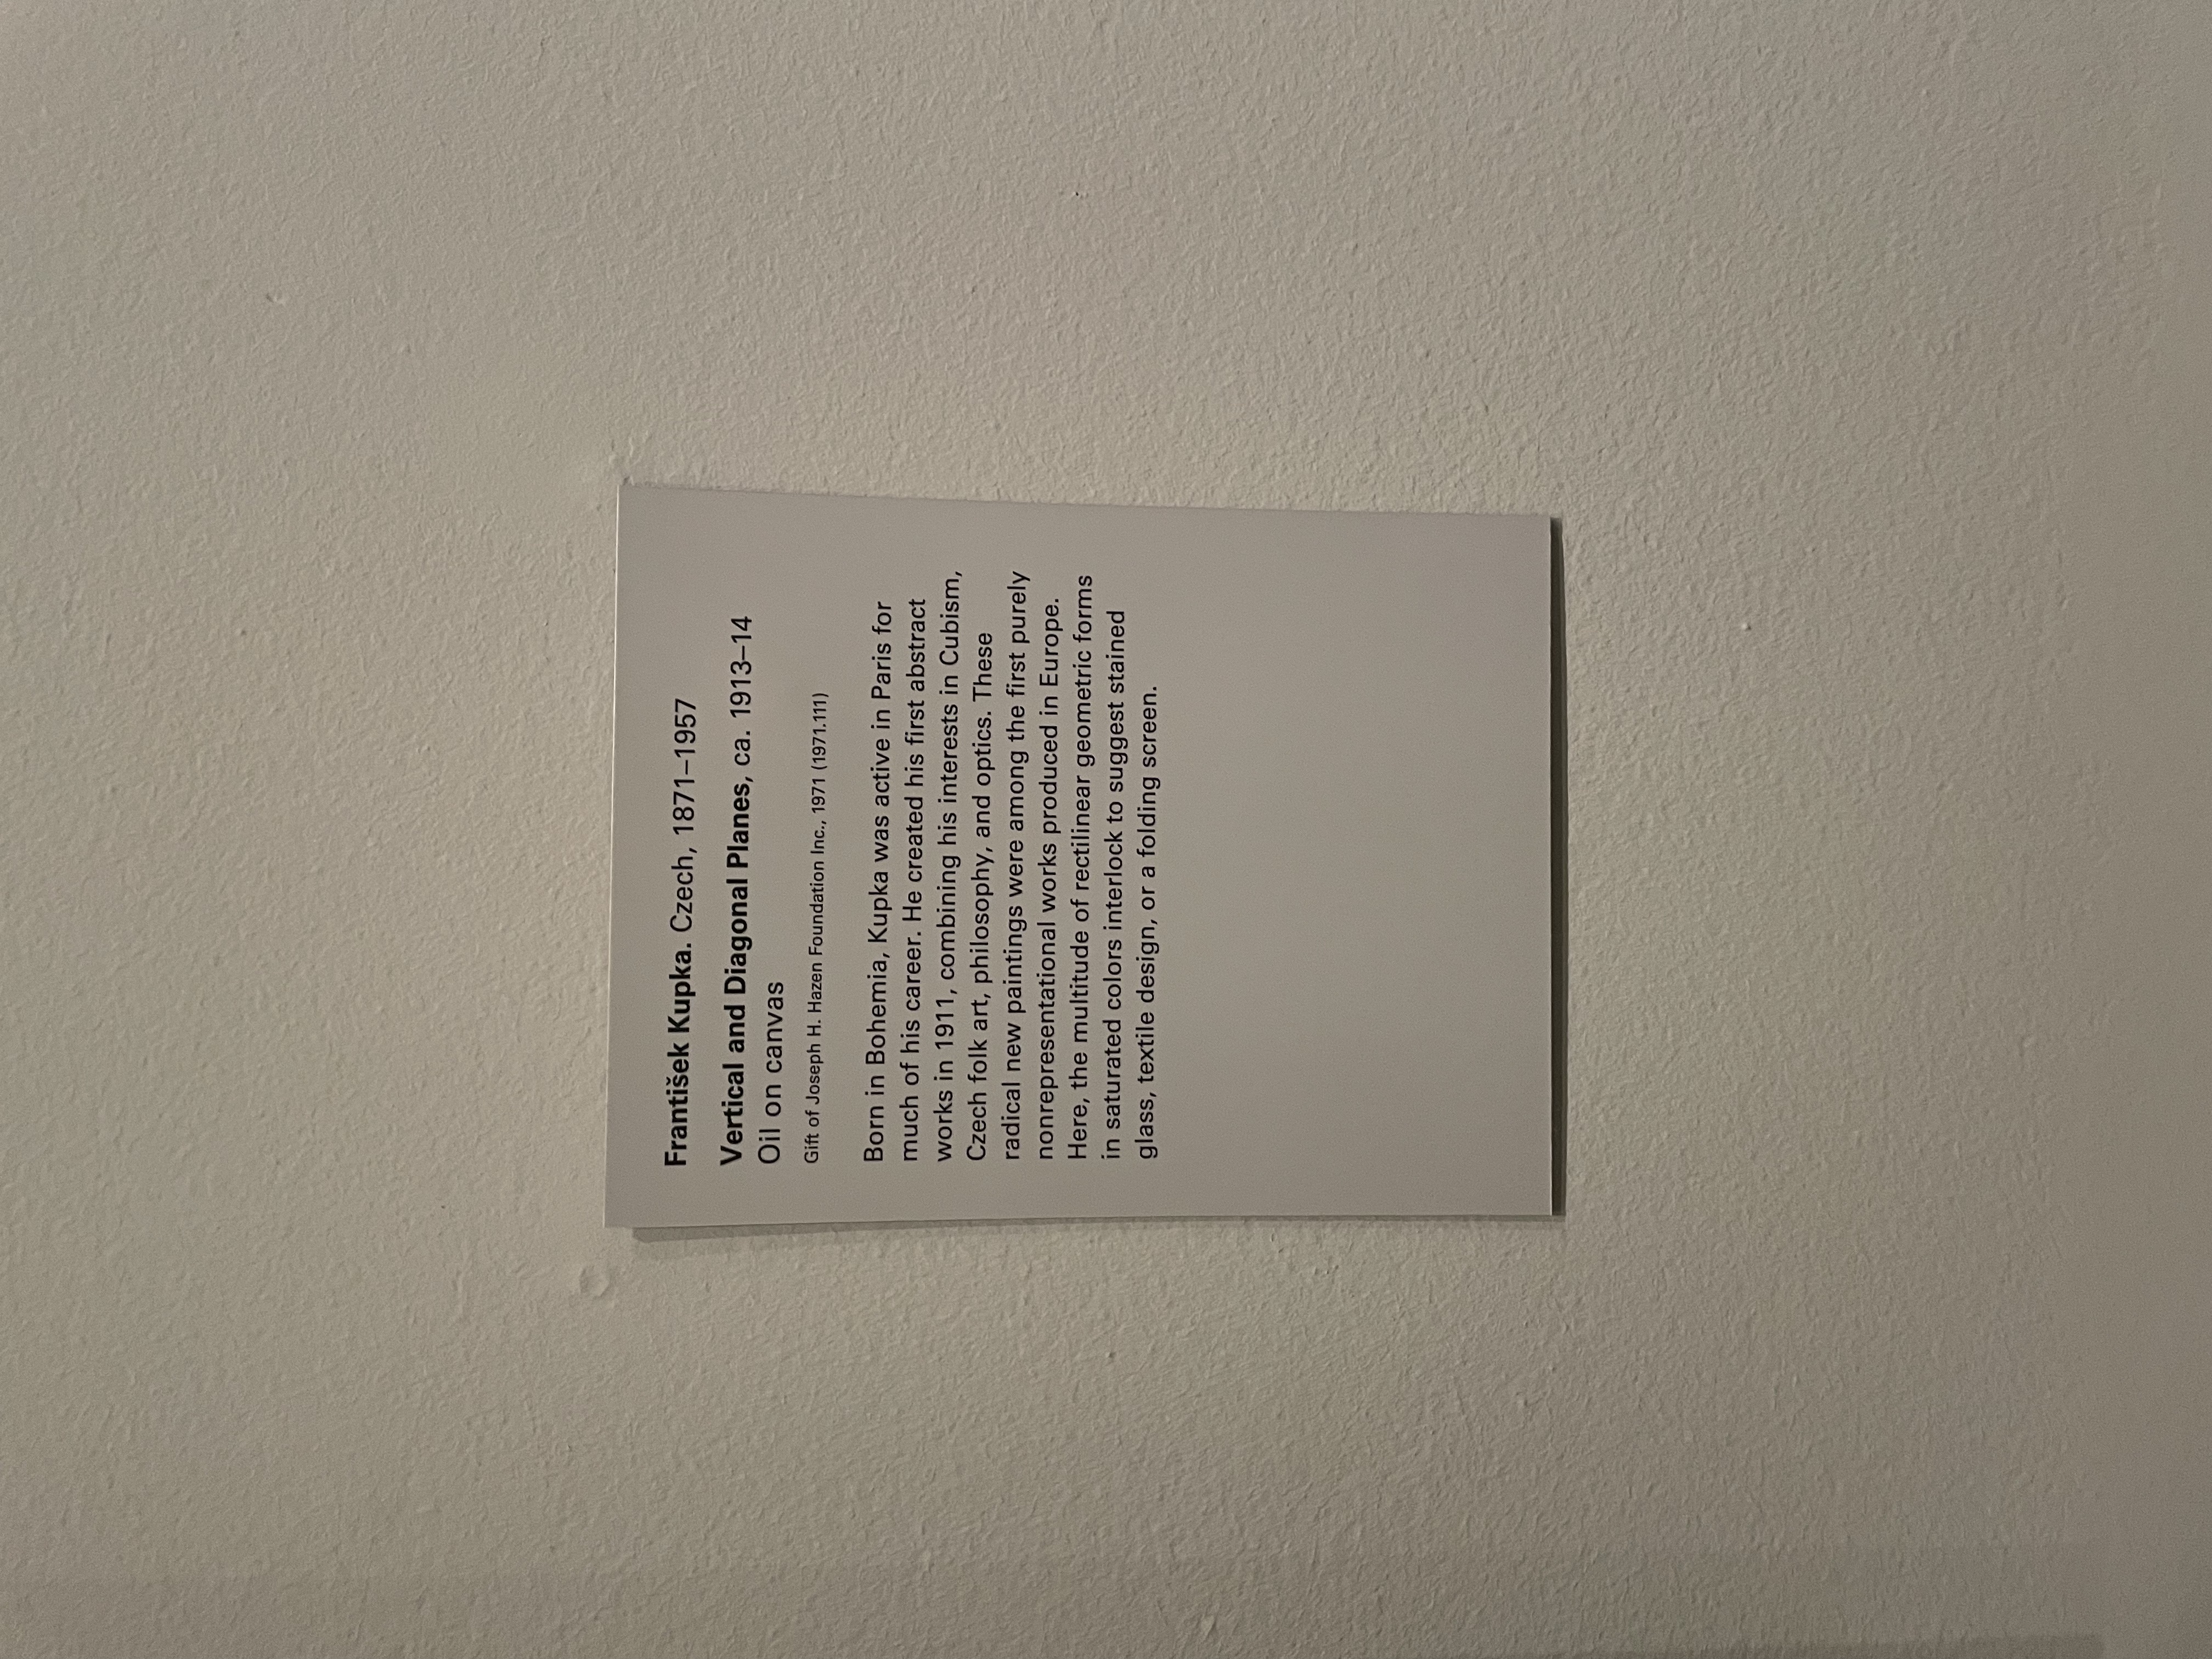 František Kupka. Czech, 1871–1957
Vertical and Diagonal Planes, ca. 1913–14
Oil on canvas
Gift of Joseph H. Hazen Foundation Inc., 1971 (1971.111)
Born in Bohemia, Kupka was active in Paris for
much of his career. He created his first abstract
works in 1911, combining his interests in Cubism,
Czech folk art, philosophy, and optics. These
radical new paintings were among the first purely
nonrepresentational works produced in Europe.
Here, the multitude of rectilinear geometric forms
in saturated colors interlock to suggest stained
glass, textile design, or a folding screen.